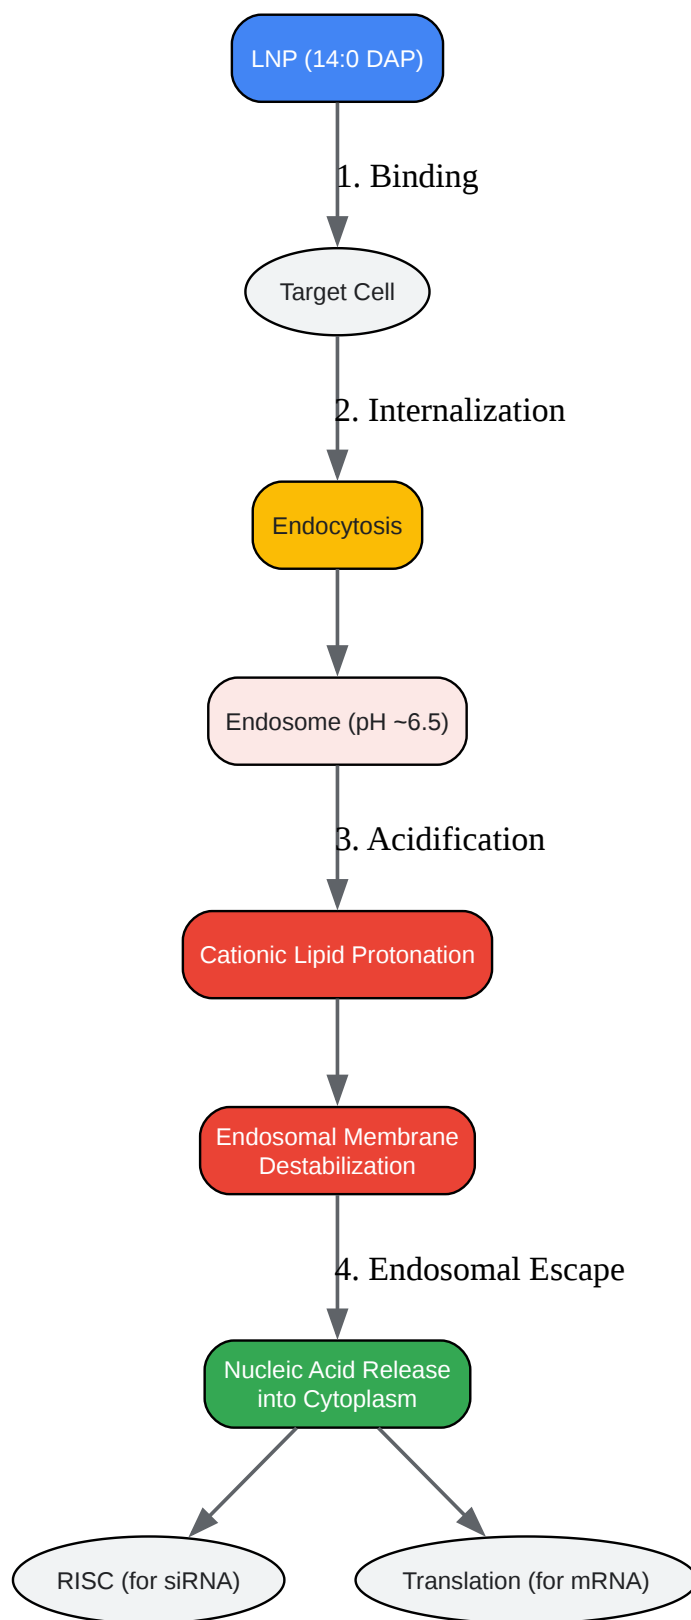 LNP (14:0 DAP)
1. Binding
Target Cell
2. Internalization
Endocytosis
Endosome (pH ~6.5)
3. Acidification
Cationic Lipid Protonation
Endosomal Membrane
Destabilization
4. Endosomal Escape
Nucleic Acid Release
into Cytoplasm
RISC (for siRNA)
Translation (for mRNA)